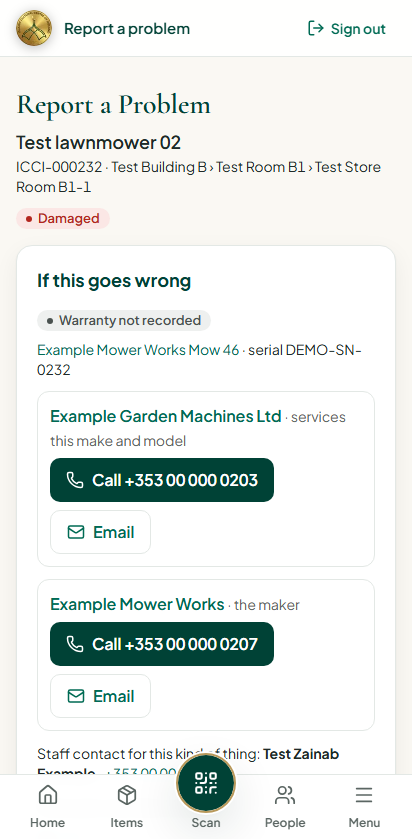 Report a problem
Sign out
Report a Problem
Test lawnmower 02
ICCI-000232 · Test Building B › Test Room B1 › Test Store
Room B1-1
Damaged
If this goes wrong
Warranty not recorded
Example Mower Works Mow 46 · serial DEMO-SN-
0232
Example Garden Machines Ltd · services
this make and model
Call +353 00 000 0203
Email
Example Mower Works · the maker
Call +353 00 000 0207
Email
Staff contact for this kind of thing: Test Zainab
Example
Home
Items
Scan
People
Menu